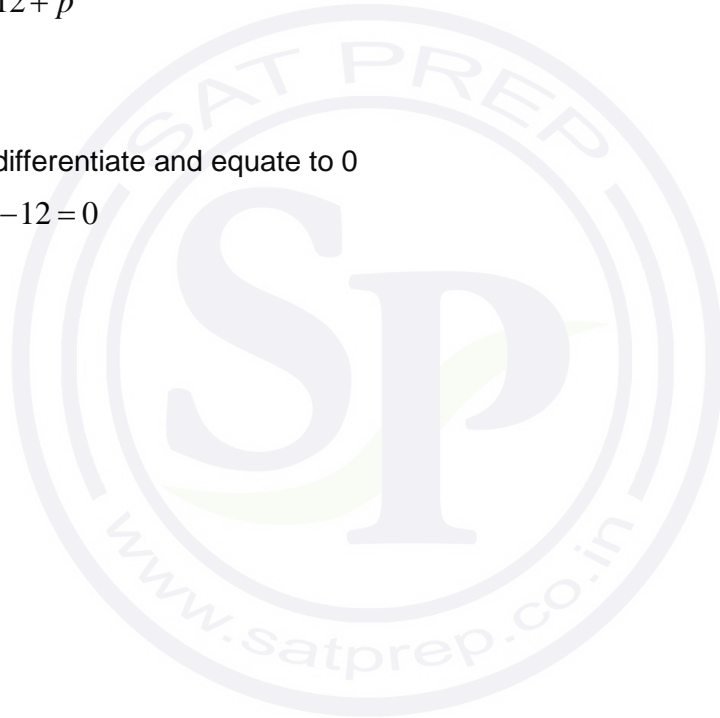 12 + p
SAT PREP
differentiate and equate to 0
−12 = 0
SP
www.satprep.co.in